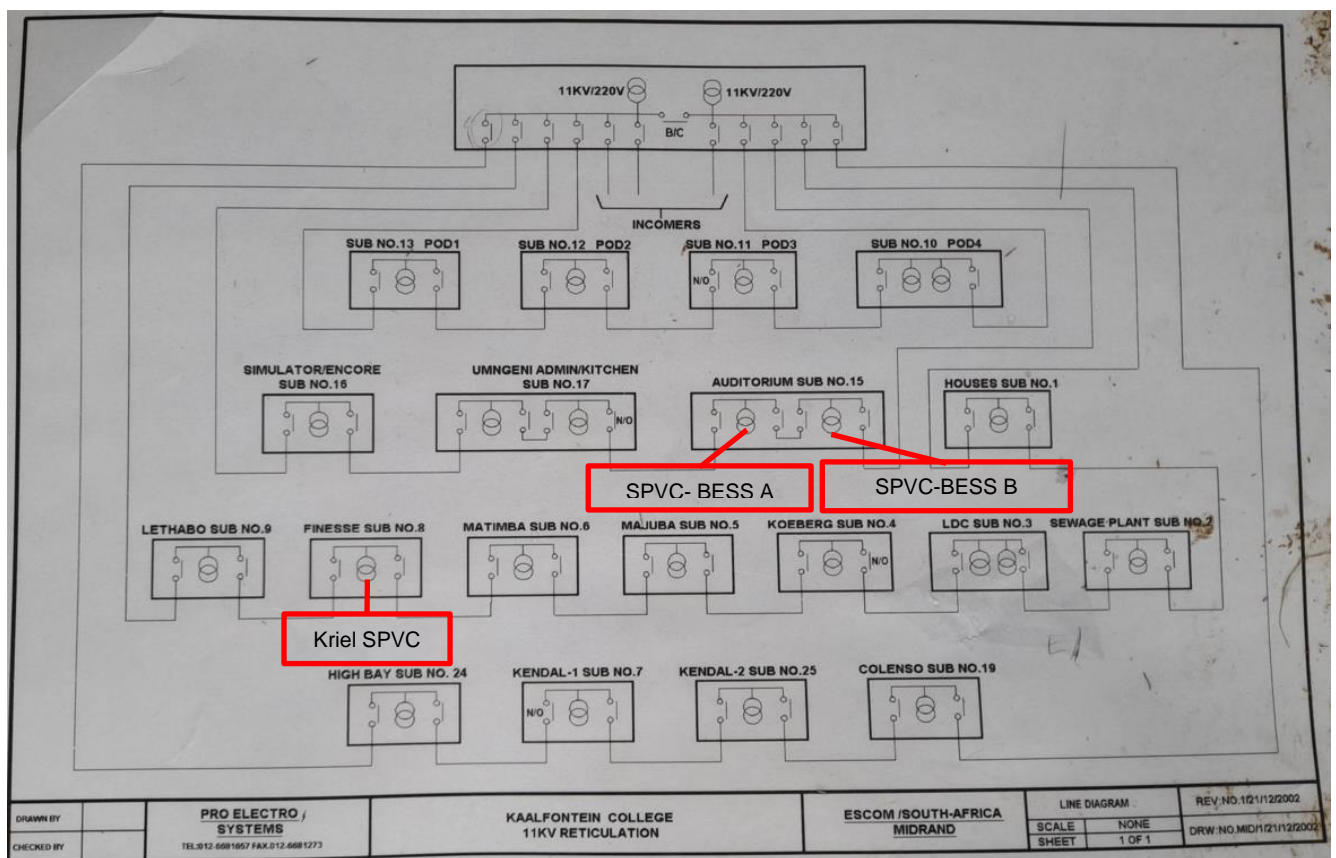 11KV/220V
11KV/220V
B/C
INCOMERS
SUB NO.13 POD1
SUB NO.12 POD2
SUB NO.11 POD3
SUB NO.10 POD4
N/O
SIMULATOR/ENCORE
SUB NO.16
UMNGENI ADMIN/KITCHEN
SUB NO.17
AUDITORIUM SUB NO.15
HOUSES SUB NO.1
N/O
SPVC- BESS A
SPVC-BESS B
LETHABO SUB NO.9
FINESSE SUB NO.8
MATIMBA SUB NO.6
MAJUBA SUB NO.5
KOEBERG SUB NO.4
LDC SUB NO.3
SEWAGE PLANT SUB NO.2
N/O
Kriel SPVC
HIGH BAY SUB NO. 24
KENDAL-1 SUB NO.7
KENDAL-2 SUB NO.25
COLENSO SUB NO.19
N/O
DRAWN BY
CHECKED BY
PRO ELECTRO
SYSTEMS
TEL:012-6681657 FAX.012-6681273
KAALFONTEIN COLLEGE
11KV RETICULATION
ESCOM /SOUTH-AFRICA
MIDRAND
LINE DIAGRAM
SCALE NONE
SHEET 1 OF 1
REV:NO.1/21/12/2002
DRW:NO.MID/1/21/12/2002